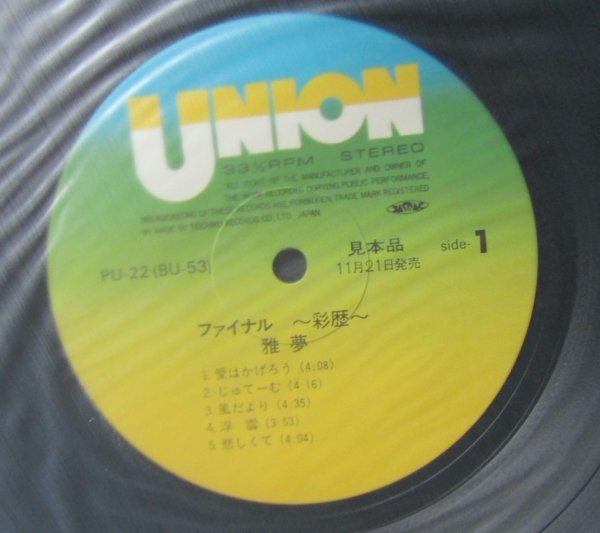 UNION
33⅓RPM STEREO
ALL RIGHT OF THE MANUFACTURER AND OWNER OF
THE WORK RECORDED COPYING PUBLIC PERFORMANCE,
BROADCASTING OF THESE RECORDS ARE FORBIDDEN, TRADE MARK REGISTERED
BY MADE BY TEICHIKU RECORDS CO., LTD. JAPAN
PU-22 (BU-53)
見本品
11月21日発売
side-1
ファイナル ～彩歴～
雅夢
1. 愛はかげろう (4:08)
2. じゅてーむ (4:16)
3. 風だより (4:35)
4. 浮雲 (3:53)
5. 悲しくて (4:04)